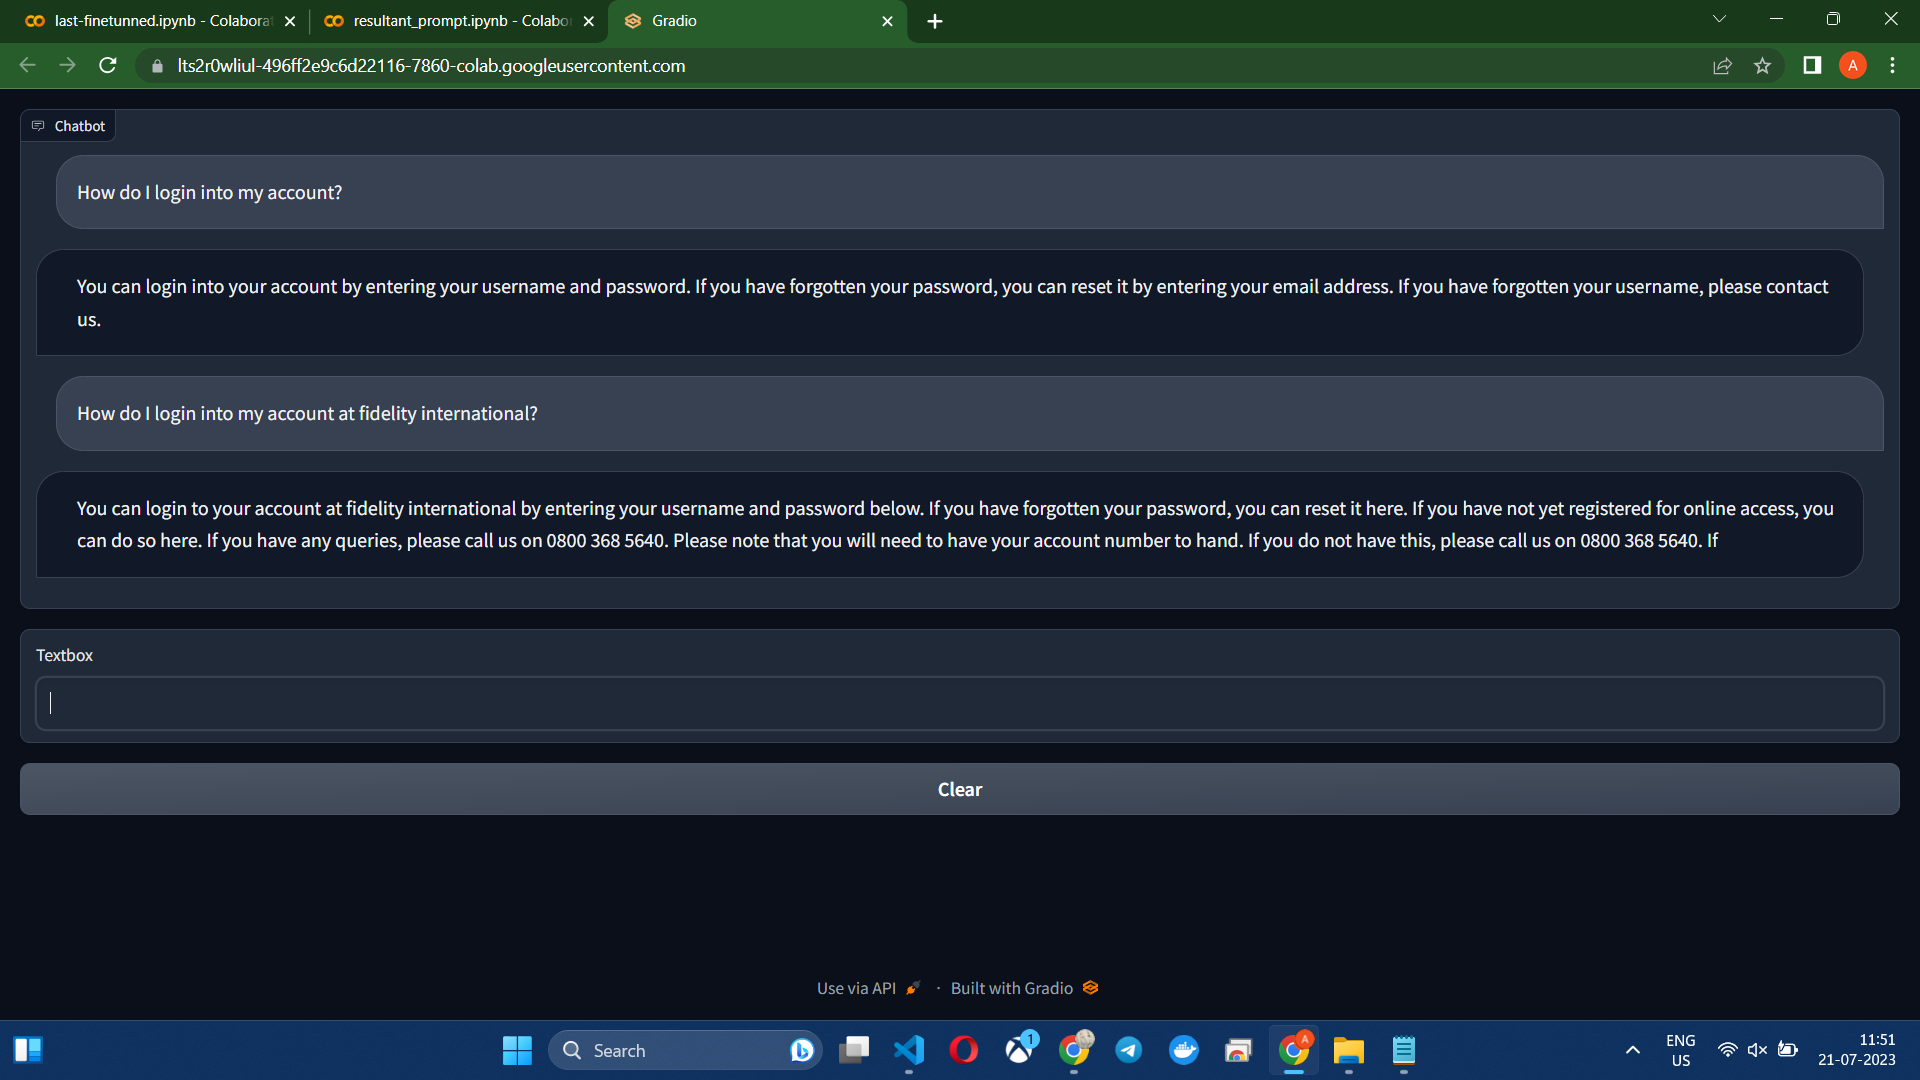 last-finetunned.ipynb - Colabora
resultant_prompt.ipynb - Colabo
Gradio
lts2r0wliul-496ff2e9c6d22116-7860-colab.googleusercontent.com
A
Chatbot
How do I login into my account?
You can login into your account by entering your username and password. If you have forgotten your password, you can reset it by entering your email address. If you have forgotten your username, please contact
us.
How do I login into my account at fidelity international?
You can login to your account at fidelity international by entering your username and password below. If you have forgotten your password, you can reset it here. If you have not yet registered for online access, you
can do so here. If you have any queries, please call us on 0800 368 5640. Please note that you will need to have your account number to hand. If you do not have this, please call us on 0800 368 5640. If
Textbox
Clear
Use via API · Built with Gradio
Search
1
A
ENG
US
11:51
21-07-2023